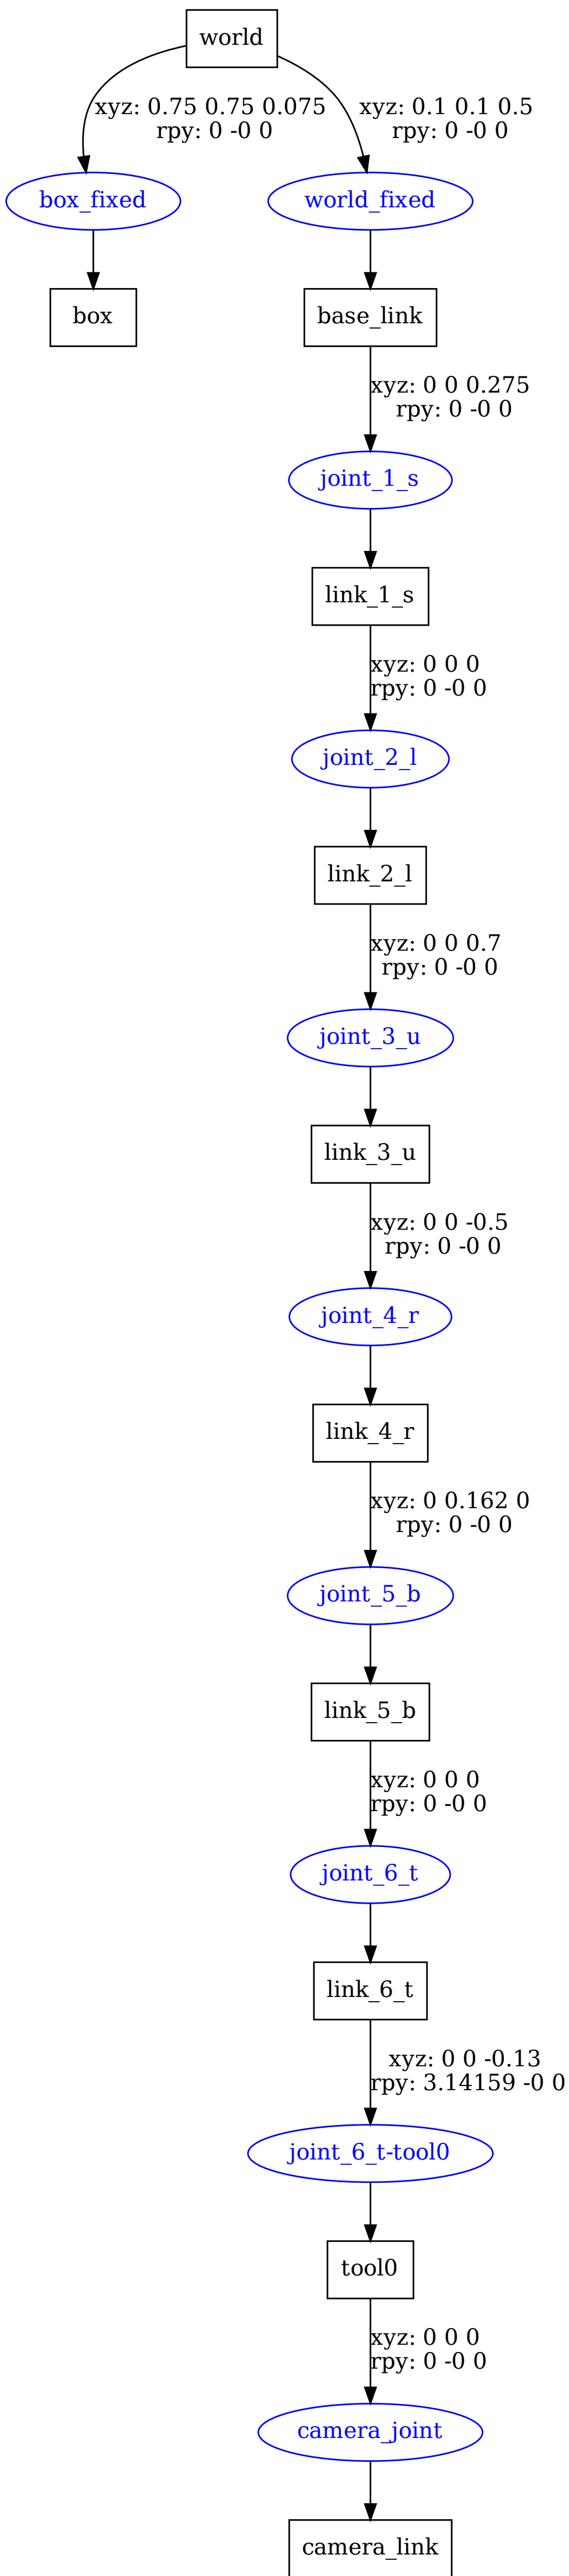 world
xyz: 0.75 0.75 0.075
rpy: 0 -0 0
xyz: 0.1 0.1 0.5
rpy: 0 -0 0
box_fixed
world_fixed
box
base_link
xyz: 0 0 0.275
rpy: 0 -0 0
joint_1_s
link_1_s
xyz: 0 0 0
rpy: 0 -0 0
joint_2_l
link_2_l
xyz: 0 0 0.7
rpy: 0 -0 0
joint_3_u
link_3_u
xyz: 0 0 -0.5
rpy: 0 -0 0
joint_4_r
link_4_r
xyz: 0 0.162 0
rpy: 0 -0 0
joint_5_b
link_5_b
xyz: 0 0 0
rpy: 0 -0 0
joint_6_t
link_6_t
xyz: 0 0 -0.13
rpy: 3.14159 -0 0
joint_6_t-tool0
tool0
xyz: 0 0 0
rpy: 0 -0 0
camera_joint
camera_link